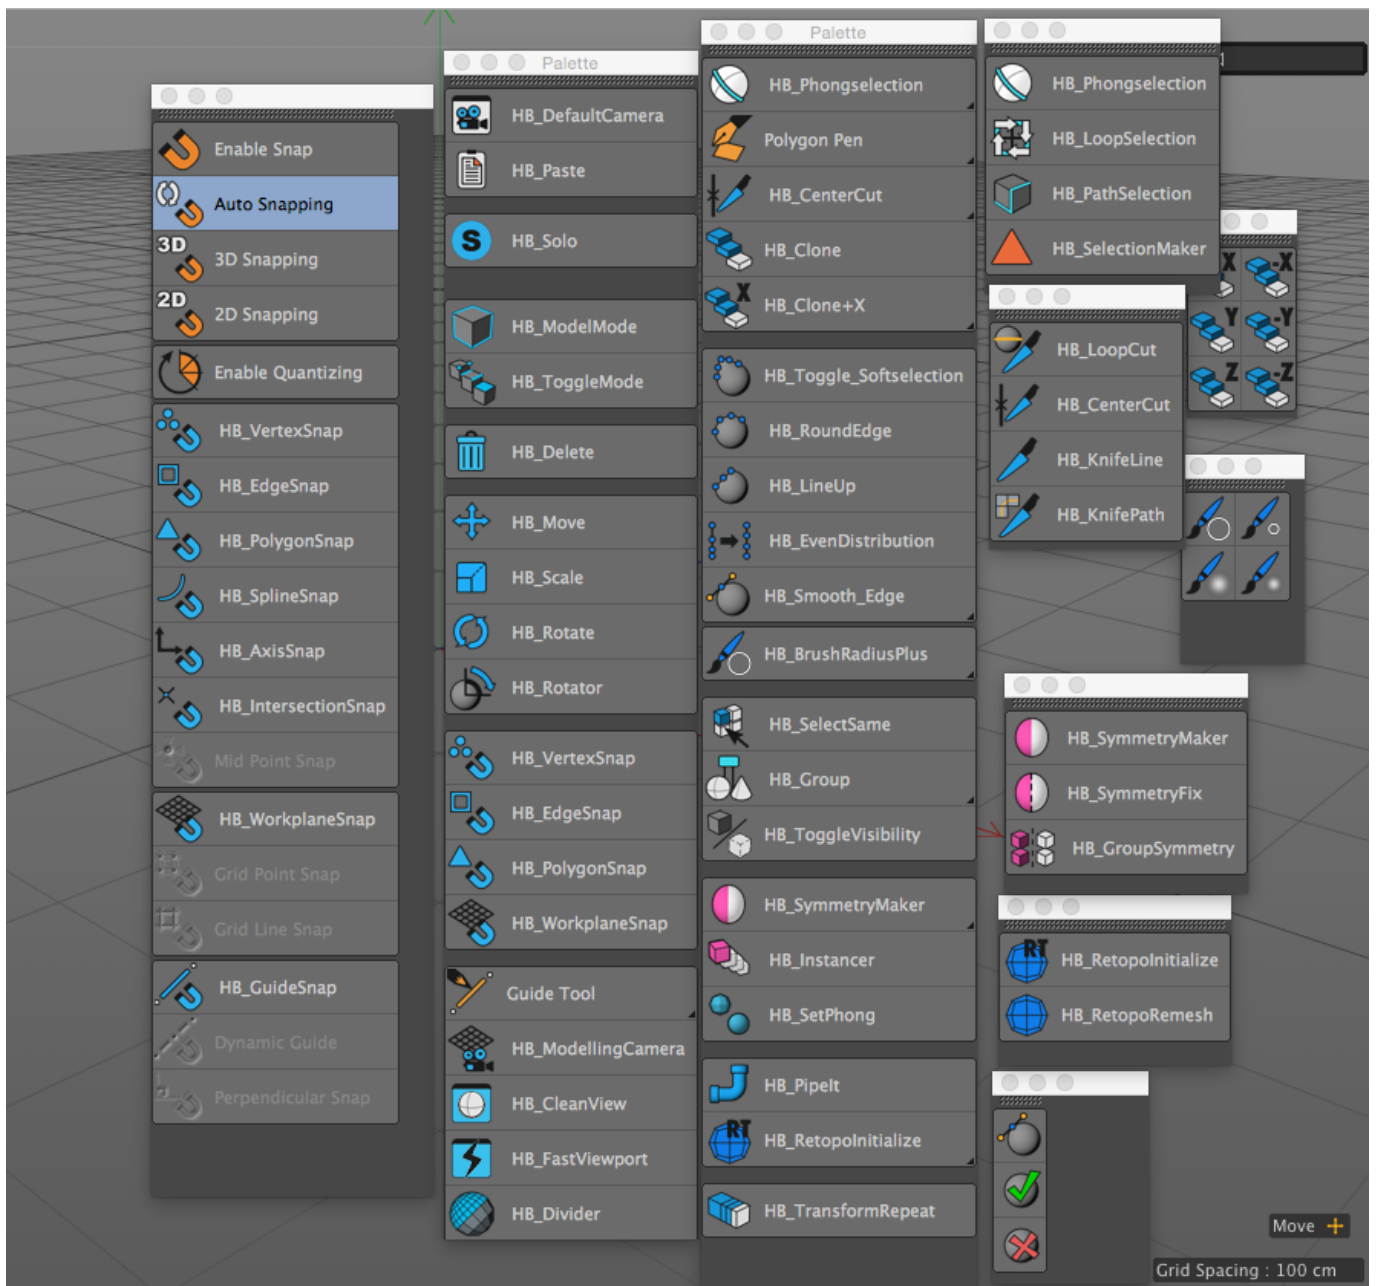 Enable Snap
Auto Snapping
3D
3D Snapping
2D
2D Snapping
Enable Quantizing
HB_VertexSnap
HB_EdgeSnap
HB_PolygonSnap
HB_SplineSnap
HB_AxisSnap
HB_IntersectionSnap
Mid Point Snap
HB_WorkplaneSnap
Grid Point Snap
Grid Line Snap
HB_GuideSnap
Dynamic Guide
Perpendicular Snap
Palette
HB_DefaultCamera
HB_Paste
S
HB_Solo
HB_ModelMode
HB_ToggleMode
HB_Delete
HB_Move
HB_Scale
HB_Rotate
HB_Rotator
HB_VertexSnap
HB_EdgeSnap
HB_PolygonSnap
HB_WorkplaneSnap
Guide Tool
HB_ModellingCamera
HB_CleanView
HB_FastViewport
HB_Divider
Palette
HB_Phongselection
Polygon Pen
HB_CenterCut
HB_Clone
X
HB_Clone+X
HB_Toggle_Softselection
HB_RoundEdge
HB_LineUp
HB_EvenDistribution
HB_Smooth_Edge
HB_BrushRadiusPlus
HB_SelectSame
HB_Group
HB_ToggleVisibility
HB_SymmetryMaker
HB_Instancer
HB_SetPhong
HB_PipeIt
RT
HB_RetopoInitialize
HB_TransformRepeat
HB_Phongselection
HB_LoopSelection
HB_PathSelection
HB_SelectionMaker
X -X
Y -Y
Z -Z
HB_LoopCut
HB_CenterCut
HB_KnifeLine
HB_KnifePath
HB_SymmetryMaker
HB_SymmetryFix
HB_GroupSymmetry
RT
HB_RetopoInitialize
HB_RetopoRemesh
Move
Grid Spacing : 100 cm